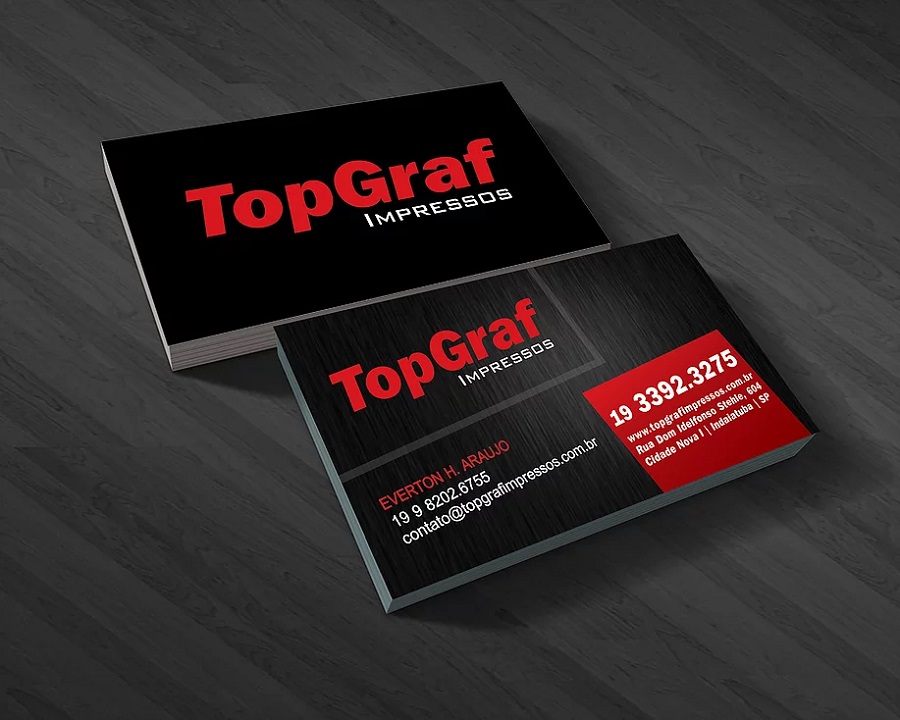 TopGraf
IMPRESSOS
TopGraf
IMPRESSOS
19 3392.3275
www.topgrafimpressos.com.br
Rua Dom Idelfonso Stehle, 604
Cidade Nova I | Indaiatuba | SP
EVERTON H. ARAUJO
19 9 8202.6755
contato@topgrafimpressos.com.br